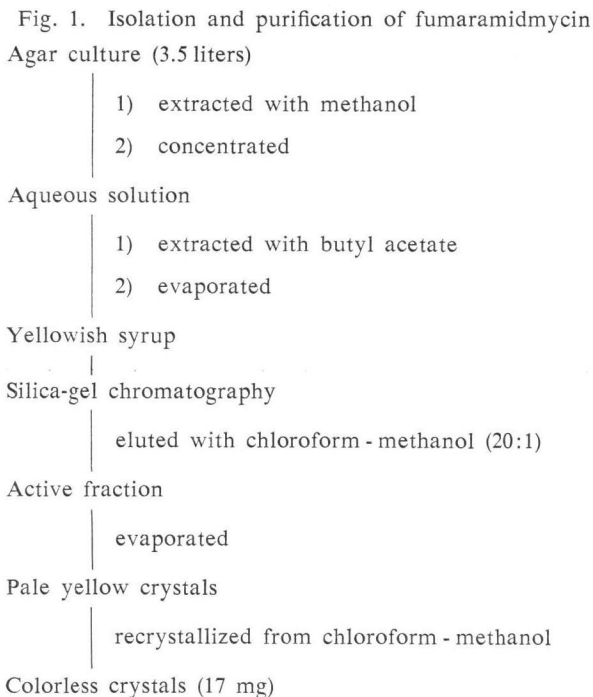 Fig. 1. Isolation and purification of fumaramidmycin
Agar culture (3.5 liters)
1) extracted with methanol
2) concentrated
Aqueous solution
1) extracted with butyl acetate
2) evaporated
Yellowish syrup
Silica-gel chromatography
eluted with chloroform - methanol (20:1)
Active fraction
evaporated
Pale yellow crystals
recrystallized from chloroform - methanol
Colorless crystals (17 mg)